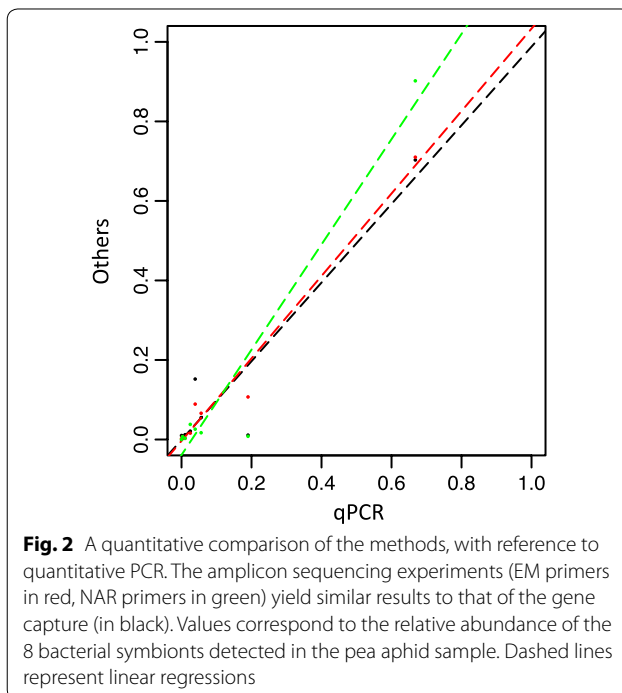 1.0
0.8
0.6
0.4
0.2
0.0
Others
0.0 0.2 0.4 0.6 0.8 1.0
qPCR
Fig. 2 A quantitative comparison of the methods, with reference to
quantitative PCR. The amplicon sequencing experiments (EM primers
in red, NAR primers in green) yield similar results to that of the gene
capture (in black). Values correspond to the relative abundance of the
8 bacterial symbionts detected in the pea aphid sample. Dashed lines
represent linear regressions